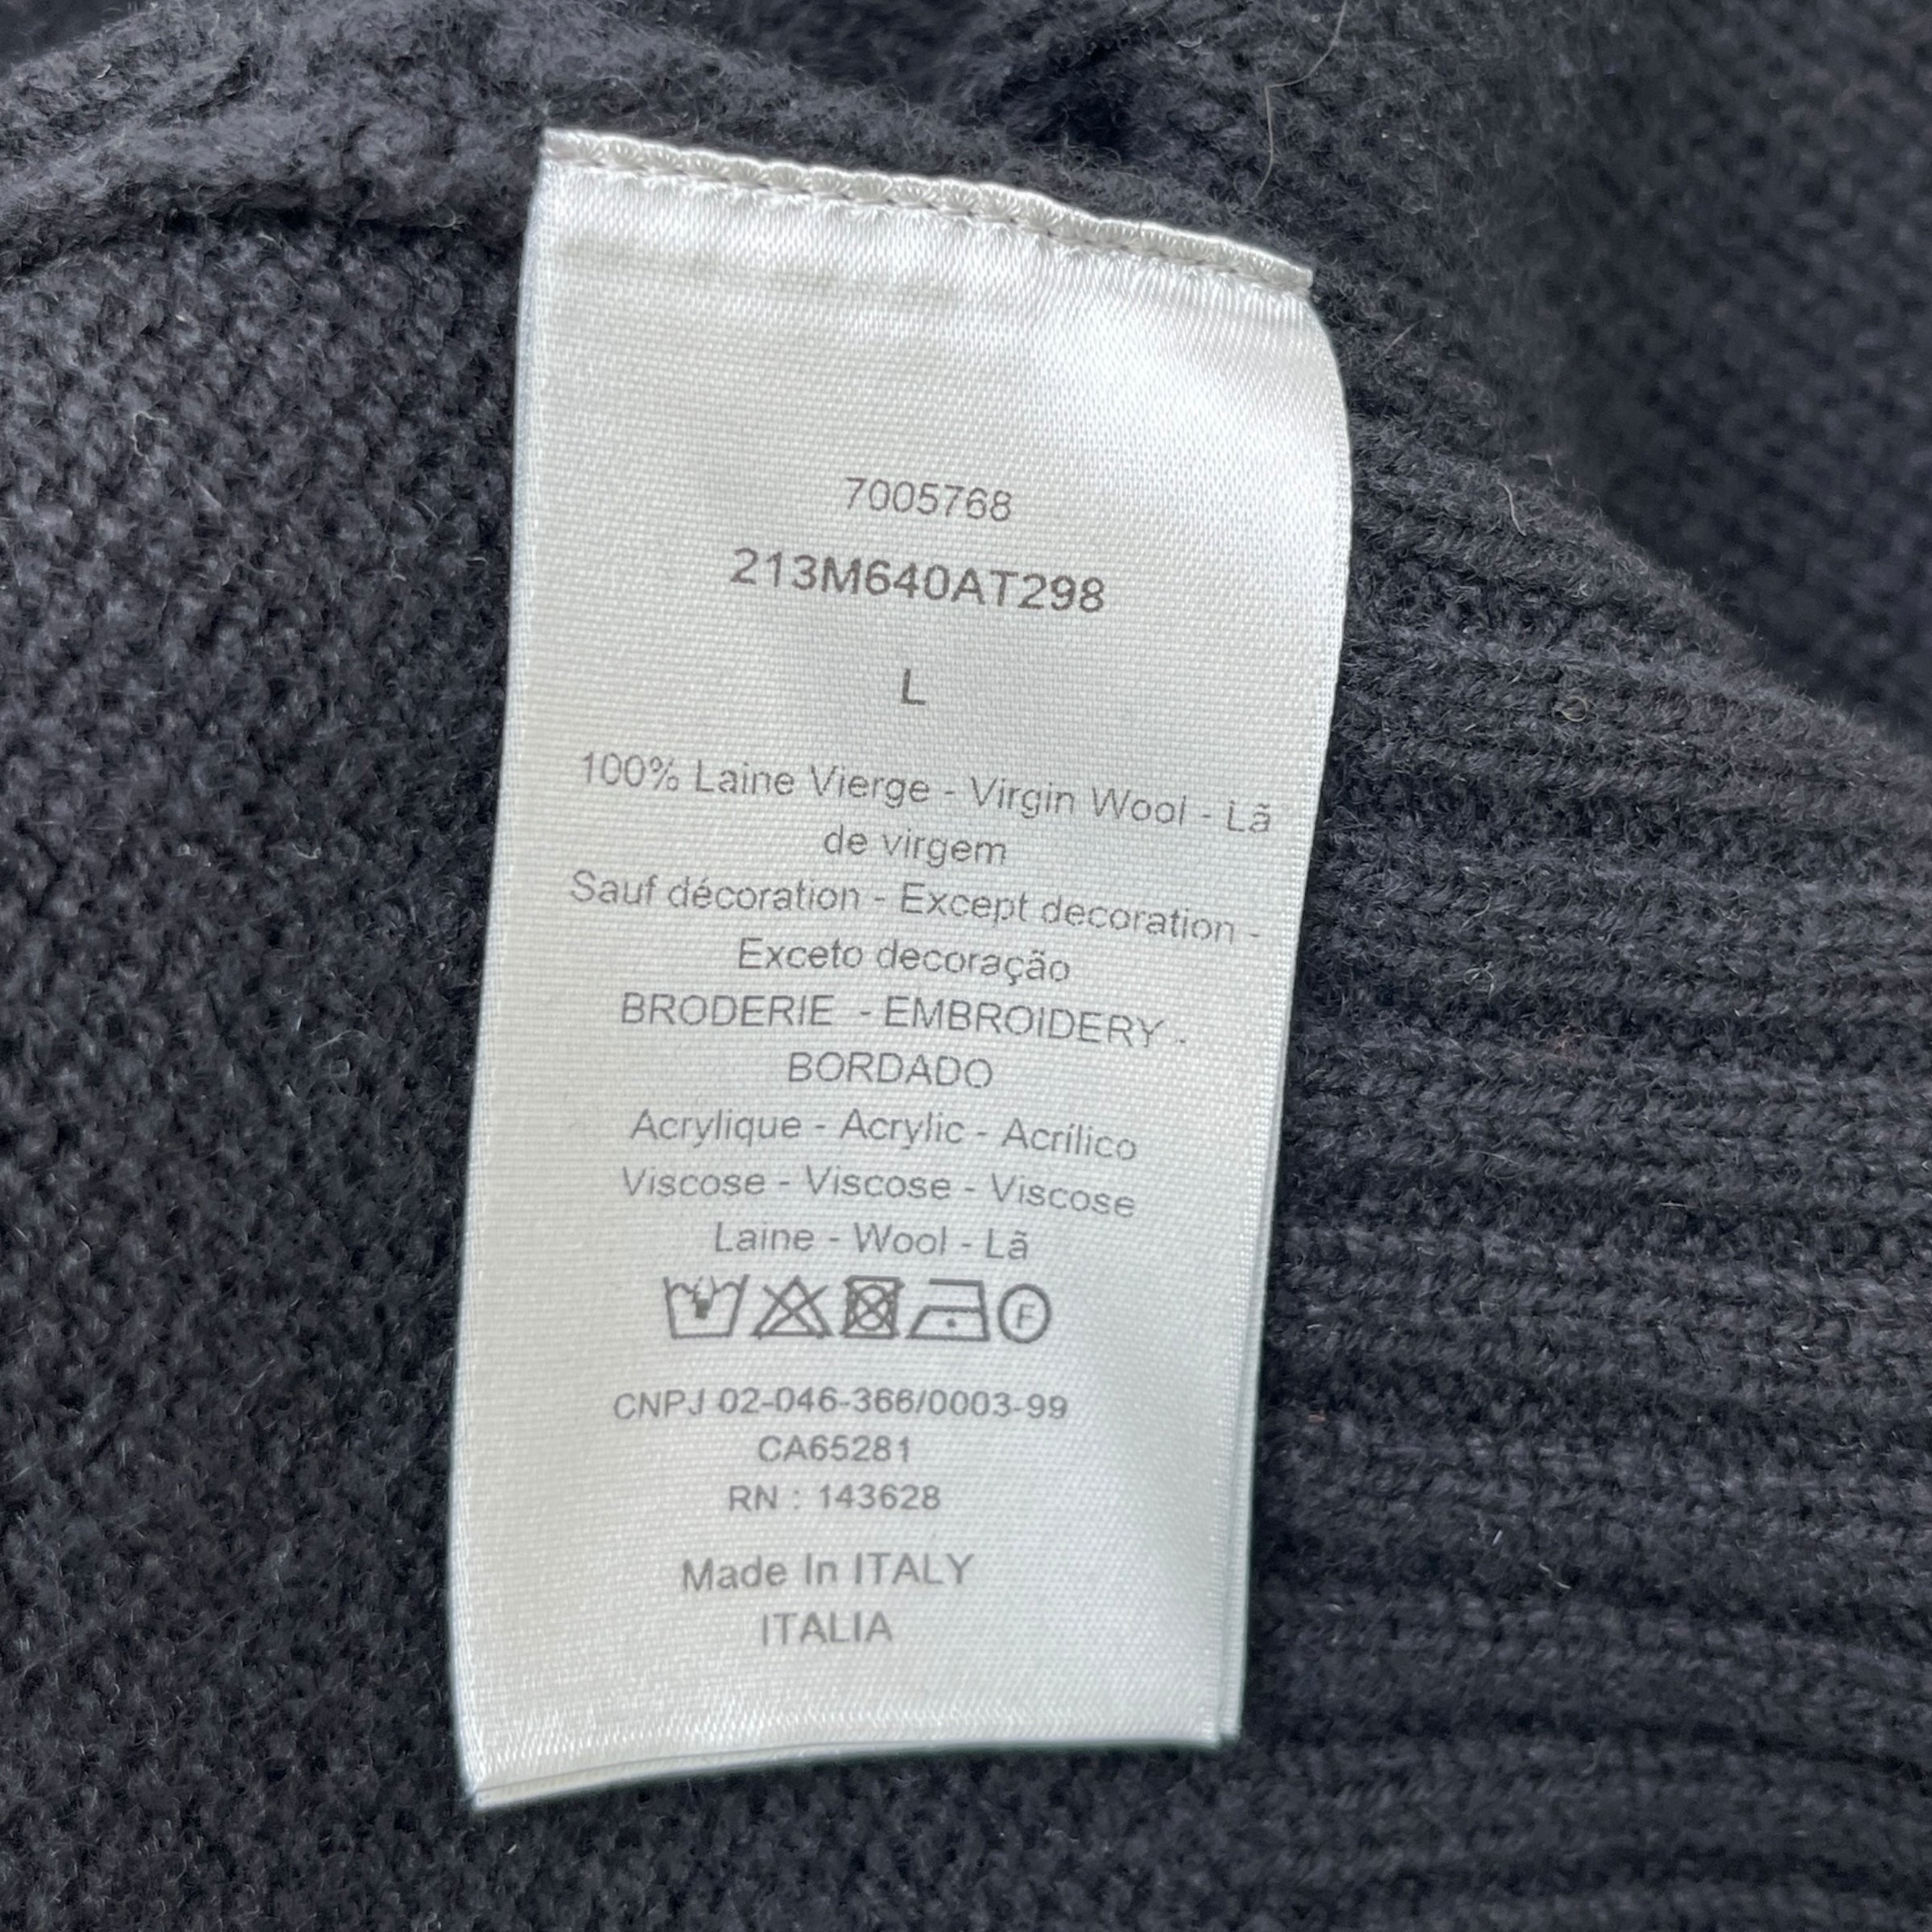 7005768
213M640AT298
L
100% Laine Vierge - Virgin Wool - Lã
de virgem
Sauf décoration - Except decoration -
Exceto decoração
BRODERIE - EMBROIDERY -
BORDADO
Acrylique - Acrylic - Acrílico
Viscose - Viscose - Viscose
Laine - Wool - Lã
F
CNPJ 02-046-366/0003-99
CA65281
RN : 143628
Made In ITALY
ITALIA